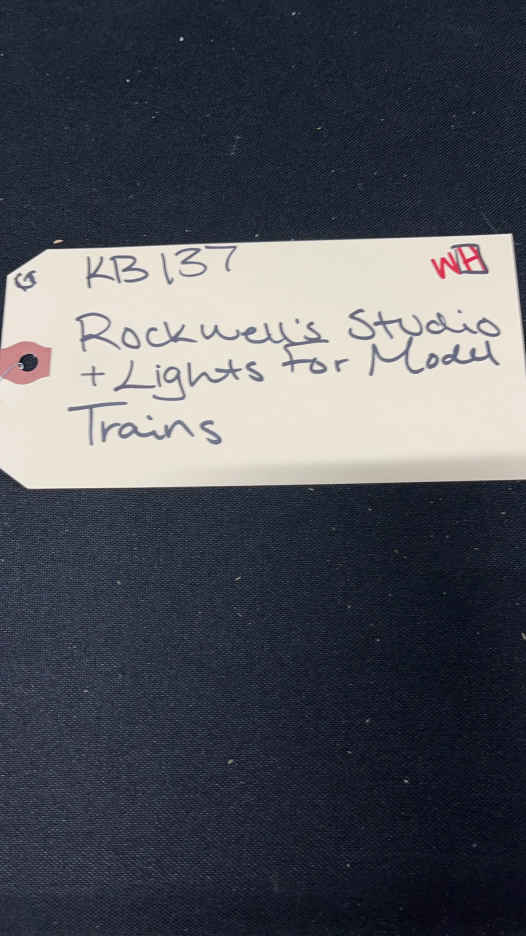 KB137
WH
Rockwell's Studio
+ Lights for Model
Trains